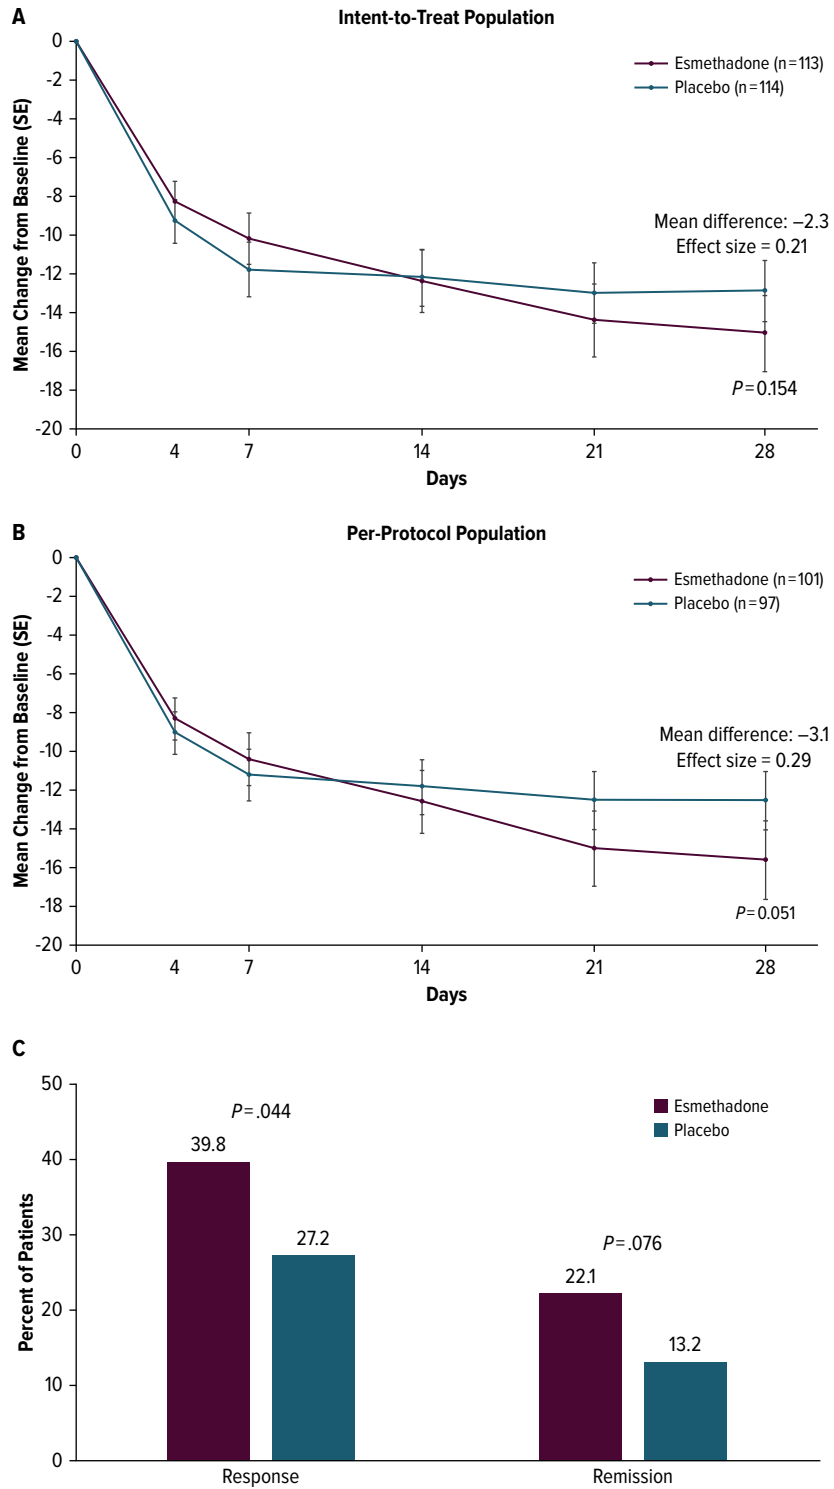 A
Intent-to-Treat Population
Mean Change from Baseline (SE)
0
-2
-4
-6
-8
-10
-12
-14
-16
-18
-20
Esmethadone (n=113)
Placebo (n=114)
Mean difference: –2.3
Effect size = 0.21
P=0.154
0 4 7 14 21 28
Days
B
Per-Protocol Population
Mean Change from Baseline (SE)
0
-2
-4
-6
-8
-10
-12
-14
-16
-18
-20
Esmethadone (n=101)
Placebo (n=97)
Mean difference: –3.1
Effect size = 0.29
P=0.051
0 4 7 14 21 28
Days
C
Percent of Patients
50
40
30
20
10
0
Esmethadone
Placebo
P=.044
39.8
27.2
P=.076
22.1
13.2
Response Remission